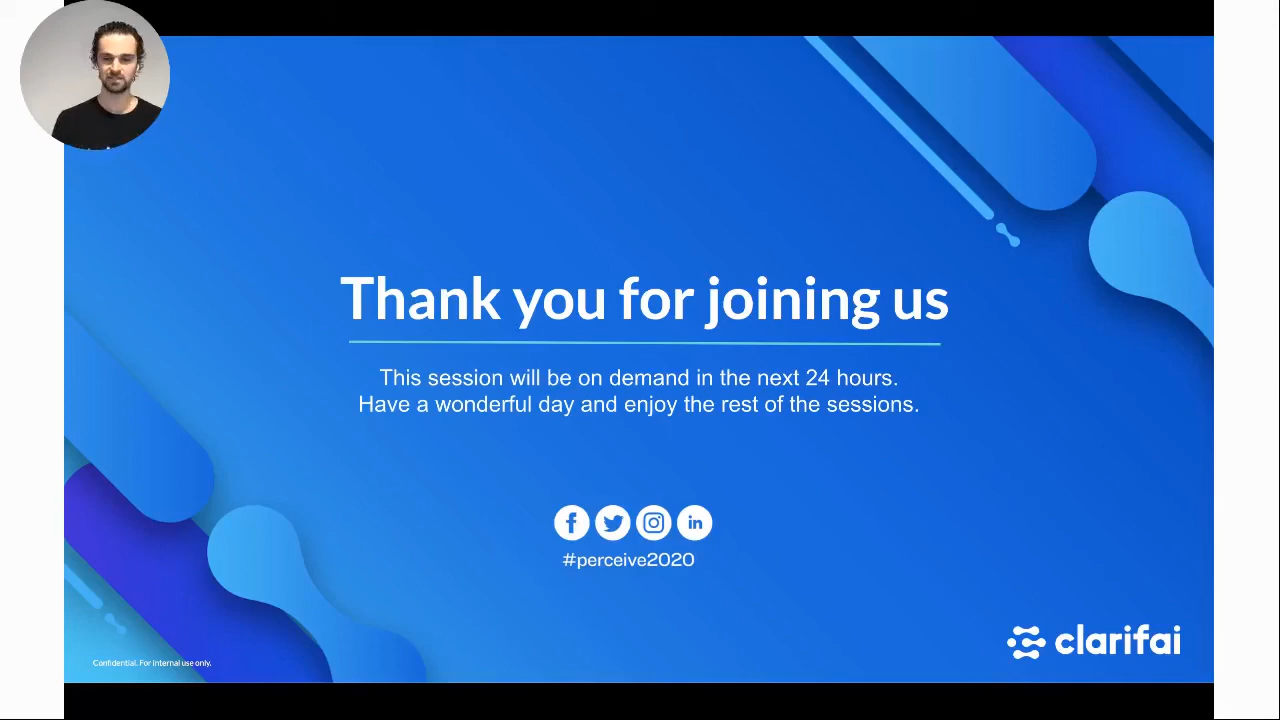 Thank you for joining us
This session will be on demand in the next 24 hours.
Have a wonderful day and enjoy the rest of the sessions.
#perceive2020
clarifai
Confidential. For internal use only.